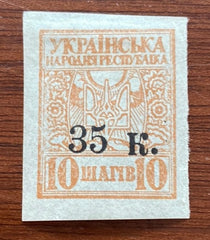 УКРАЇНСЬКА
НАРОДНЯ РЕСПУБЛІКА
35 к.
10 ШАГІВ 10